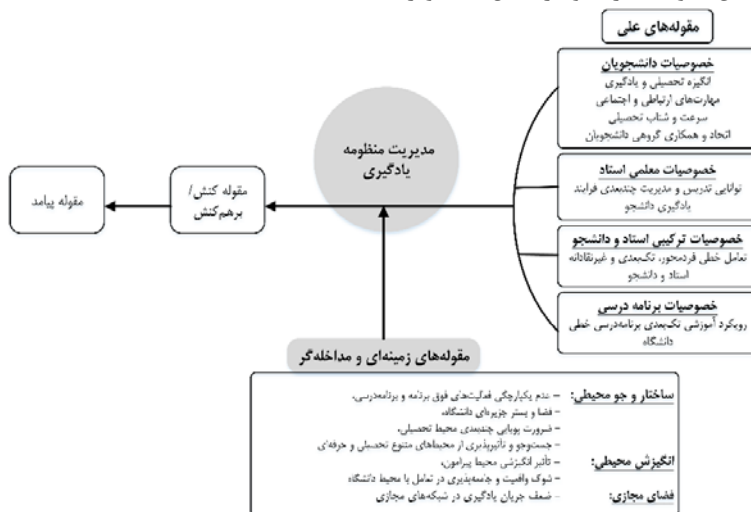 مقوله‌های علی
خصوصیات دانشجویان
انگیزه تحصیلی و یادگیری
مهارت‌های ارتباطی و اجتماعی
سرعت و شتاب تحصیلی
اتحاد و همکاری گروهی دانشجویان
خصوصیات معلمی استاد
توانایی تدریس و مدیریت چندبعدی فرایند
یادگیری دانشجو
خصوصیات ترکیبی استاد و دانشجو
تعامل خطی فردمحور، تک‌بعدی و غیرنقادانه
استاد و دانشجو
خصوصیات برنامه درسی
رویکرد آموزشی تک‌بعدی برنامه‌درسی خطی
دانشگاه
مدیریت منظومه
یادگیری
مقوله کنش/
برهم‌کنش
مقوله پیامد
مقوله‌های زمینه‌ای و مداخله‌گر
ساختار و جو محیطی: - عدم یکپارچگی فعالیت‌های فوق برنامه و برنامه‌درسی،
- فضا و بستر جزیره‌ای دانشگاه،
- ضرورت پویایی چندبعدی محیط تحصیلی،
- جست‌وجو و تأثیرپذیری از محیط‌های متنوع تحصیلی و حرفه‌ای
انگیزش محیطی: - تأثیر انگیزشی محیط پیرامون،
- شوک واقعیت و جامعه‌پذیری در تعامل با محیط دانشگاه
فضای مجازی: - ضعف جریان یادگیری در شبکه‌های مجازی